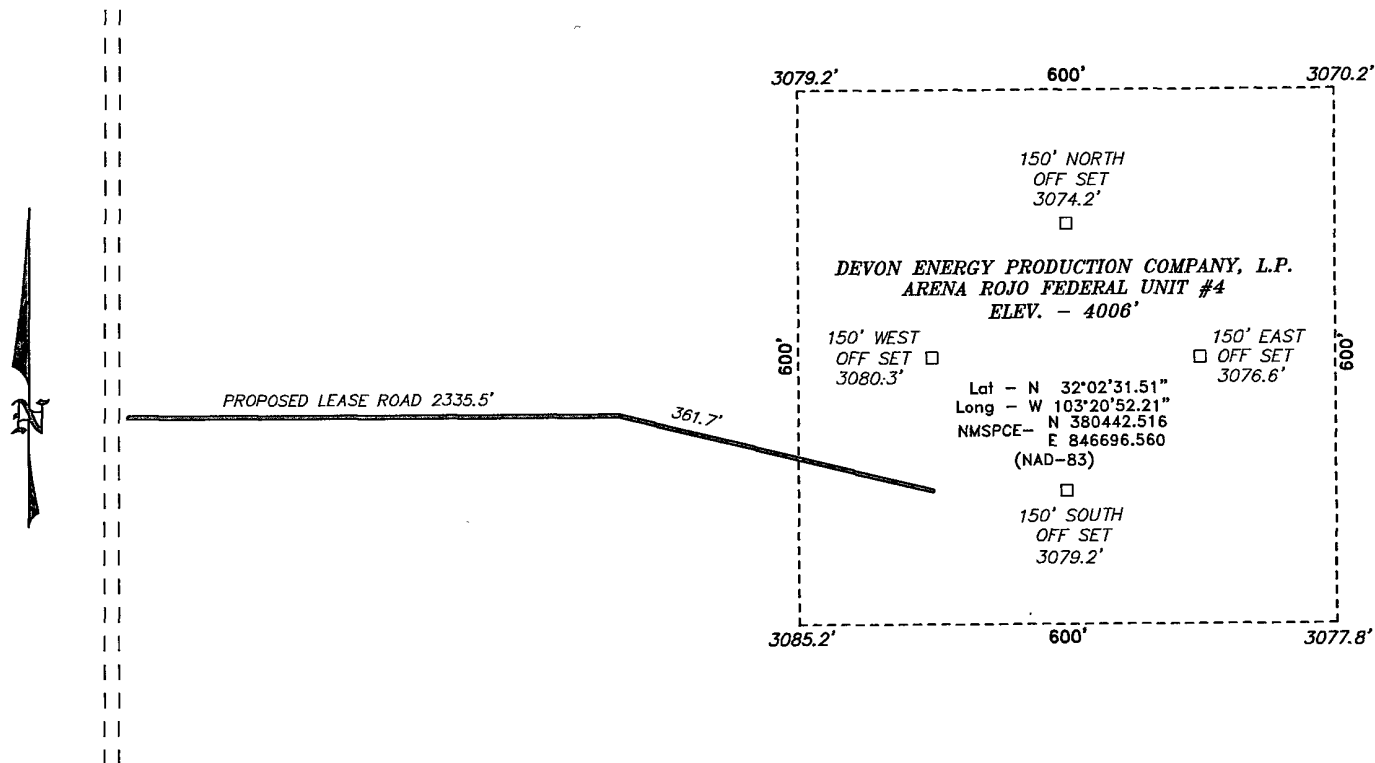 3079.2'
600'
3070.2'
150' NORTH
OFF SET
3074.2'
DEVON ENERGY PRODUCTION COMPANY, L.P.
ARENA ROJO FEDERAL UNIT #4
ELEV. - 4006'
600'
150' WEST
OFF SET
3080.3'
150' EAST
OFF SET
3076.6'
600'
Lat - N 32°02'31.51"
Long - W 103°20'52.21"
NMSPCE- N 380442.516
E 846696.560
(NAD-83)
N
PROPOSED LEASE ROAD 2335.5'
361.7'
150' SOUTH
OFF SET
3079.2'
3085.2'
600'
3077.8'